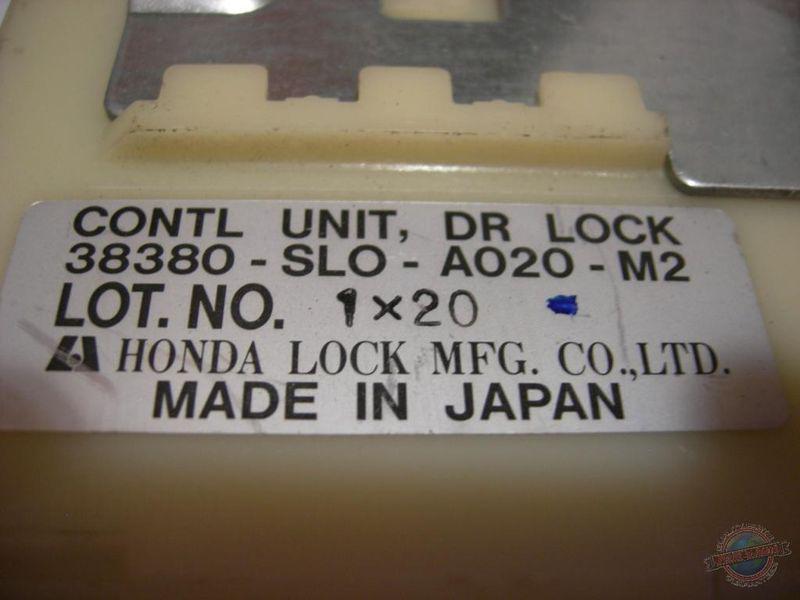 CONTL UNIT, DR LOCK
38380 - SLO - A020 - M2
LOT. NO. 1×20
HONDA LOCK MFG. CO., LTD.
MADE IN JAPAN